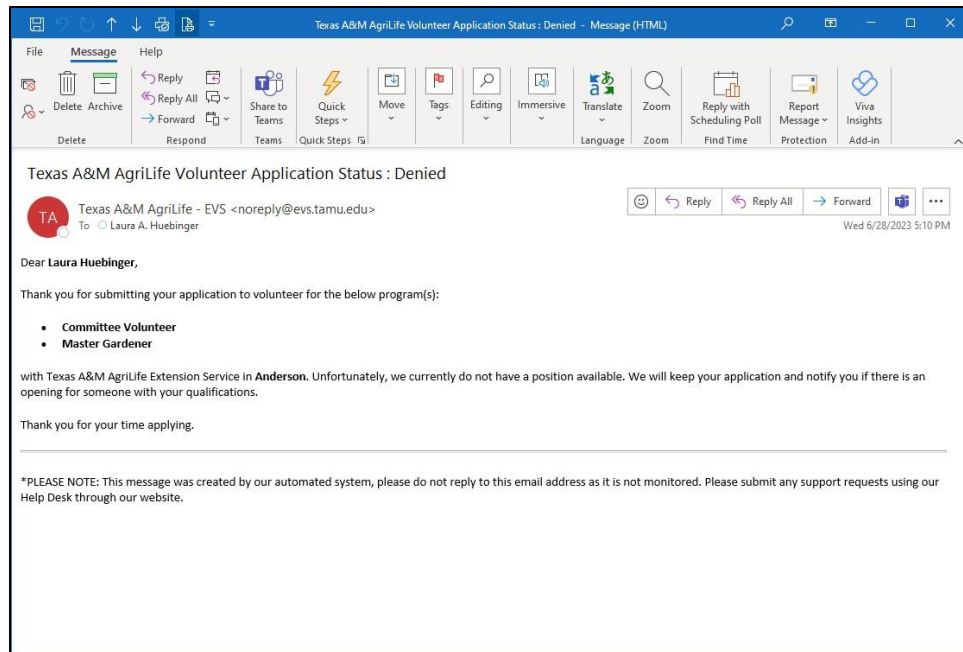 Texas A&M AgriLife Volunteer Application Status : Denied - Message (HTML)
File Message Help
Delete Archive
Reply
Reply All
Forward
Share to Teams
Quick Steps
Move
Tags
Editing
Immersive
Translate
Zoom
Reply with Scheduling Poll
Report Message
Viva Insights
Delete Respond Teams Quick Steps Language Zoom Find Time Protection Add-in
Texas A&M AgriLife Volunteer Application Status : Denied
TA
Texas A&M AgriLife - EVS <noreply@evs.tamu.edu>
To Laura A. Huebinger
Reply Reply All Forward
Wed 6/28/2023 5:10 PM
Dear Laura Huebinger,
Thank you for submitting your application to volunteer for the below program(s):
• Committee Volunteer
• Master Gardener
with Texas A&M AgriLife Extension Service in Anderson. Unfortunately, we currently do not have a position available. We will keep your application and notify you if there is an
opening for someone with your qualifications.
Thank you for your time applying.
*PLEASE NOTE: This message was created by our automated system, please do not reply to this email address as it is not monitored. Please submit any support requests using our
Help Desk through our website.